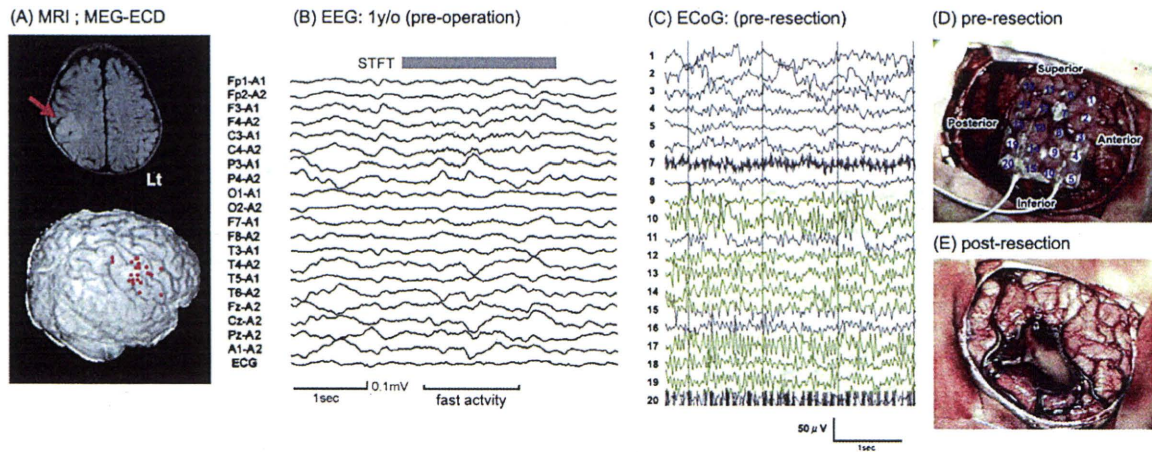 (A) MRI ; MEG-ECD
Lt
(B) EEG: 1y/o (pre-operation)
STFT
Fp1-A1
Fp2-A2
F3-A1
F4-A2
C3-A1
C4-A2
P3-A1
P4-A2
O1-A1
O2-A2
F7-A1
F8-A2
T3-A1
T4-A2
T5-A1
T6-A2
Fz-A2
Cz-A2
Pz-A2
A1-A2
ECG
0.1mV
1sec
fast actvity
(C) ECoG: (pre-resection)
1
2
3
4
5
6
7
8
9
10
11
12
13
14
15
16
17
18
19
20
50 μV
1sec
(D) pre-resection
Superior
Posterior
Anterior
Inferior
1
4
5
9
(E) post-resection